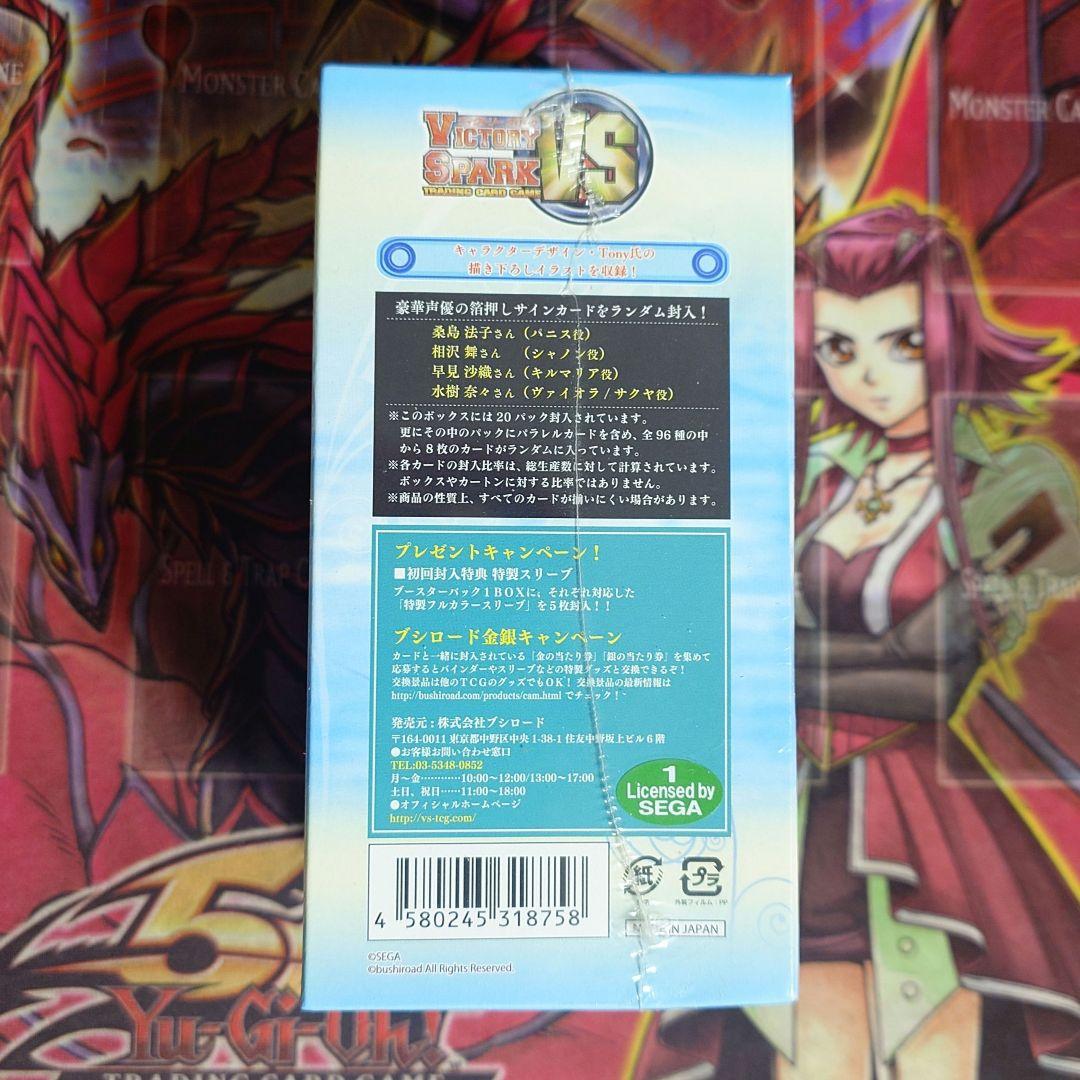 MONSTER CA
MONSTER CA
NE
VICTORY
SPARK
TRADING CARD GAME
VS
キャラクターデザイン・Tony氏の
描き下ろしイラストを収録！
豪華声優の箔押しサインカードをランダム封入！
桑島 法子さん（パニス役）
相沢 舞さん （シャノン役）
早見 沙織さん（キルマリア役）
水樹 奈々さん（ヴァイオラ/サクヤ役）
※このボックスには20パック封入されています。
更にその中のパックにパラレルカードを含め、全96種の中
から8枚のカードがランダムに入っています。
※各カードの封入比率は、総生産数に対して計算されています。
ボックスやカートンに対する比率ではありません。
※商品の性質上、すべてのカードが揃いにくい場合があります。
SPELL & TRAP C
SPELL & TRAP
プレゼントキャンペーン！
■初回封入特典 特製スリーブ
ブースターパック1BOXに、それぞれ対応した
「特製フルカラースリーブ」を5枚封入！！
ブシロード金銀キャンペーン
カードと一緒に封入されている「金の当たり券」「銀の当たり券」を集めて
応募するとバインダーやスリーブなどの特製グッズと交換できるぞ！
交換景品は他のTCGのグッズでもOK！ 交換景品の最新情報は
http://bushiroad.com/products/cam.html でチェック！
発売元：株式会社ブシロード
〒164-0011 東京都中野区中央1-38-1 住友中野坂上ビル6階
●お客様お問い合わせ窓口
TEL:03-5348-0852
月～金…………10:00～12:00/13:00～17:00
土日、祝日……11:00～18:00
●オフィシャルホームページ
http://vs-tcg.com/
1
Licensed by
SEGA
4 580245 318758
紙
プラ
外装フィルム：PP
MADE IN JAPAN
©SEGA
©bushiroad All Rights Reserved.
5
Yu-Gi-Oh!
TRADING CARD GAME